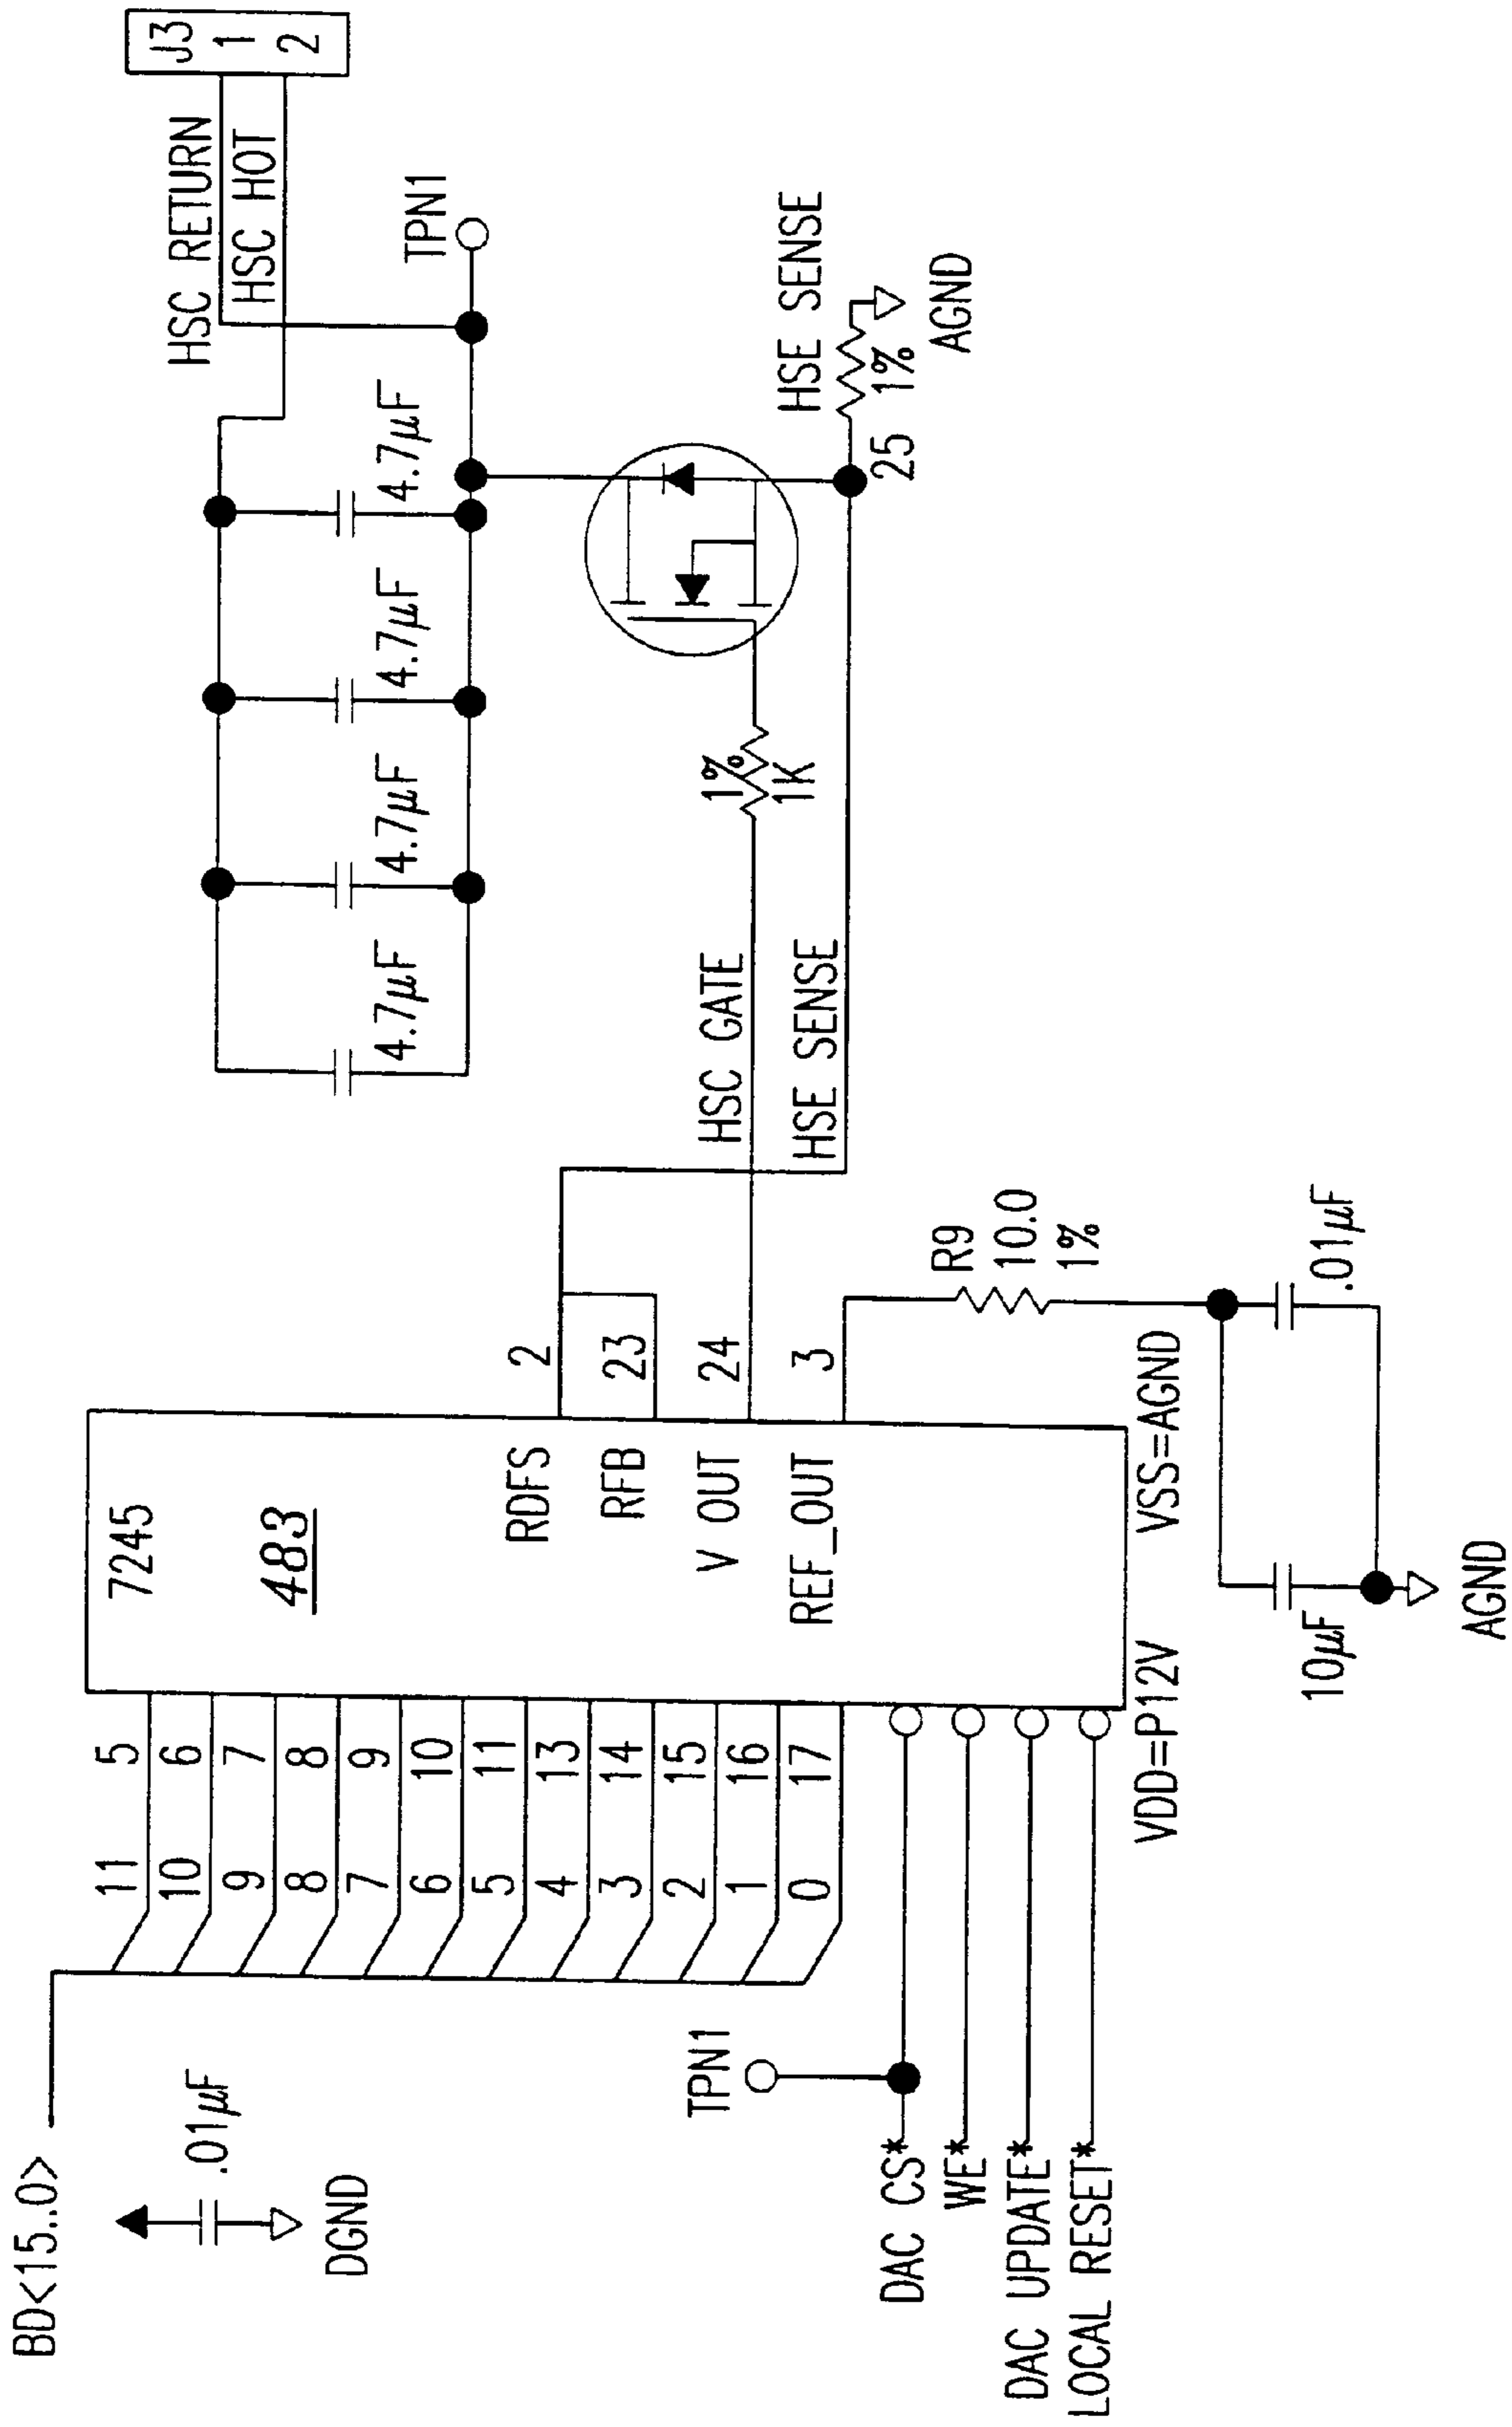 BD<15..0>
.01µF
DGND
11 5
10 6
9 7
8 8
7 9
6 10
5 11
4 13
3 14
2 15
1 16
0 17
TPN1
DAC CS*
WE*
DAC UPDATE*
LOCAL RESET*
7245
483
RDFS 2
RFB 23
V OUT 24
REF_OUT 3
VDD=P12V
VSS=AGND
R9
10.0
1%
10µF
.01µF
AGND
HSC GATE
HSE SENSE
1%
1K
4.7µF
4.7µF
4.7µF
4.7µF
HSC RETURN
HSC HOT
J3
1
2
TPN1
HSE SENSE
25 1%
AGND